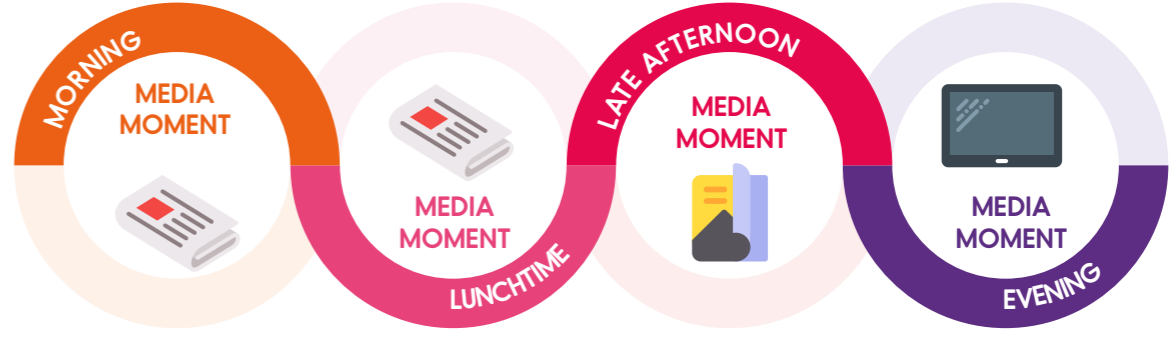 MORNING
MEDIA
MOMENT
MEDIA
MOMENT
LUNCHTIME
LATE AFTERNOON
MEDIA
MOMENT
MEDIA
MOMENT
EVENING